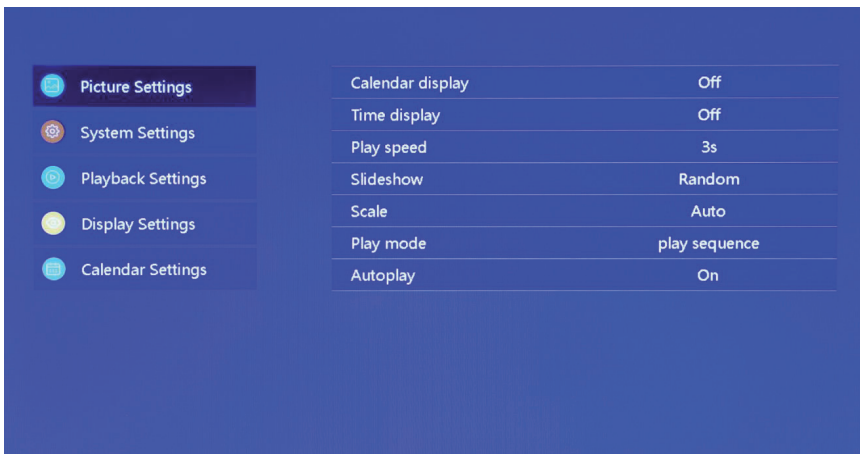 Picture Settings
System Settings
Playback Settings
Display Settings
Calendar Settings
Calendar display Off
Time display Off
Play speed 3s
Slideshow Random
Scale Auto
Play mode play sequence
Autoplay On